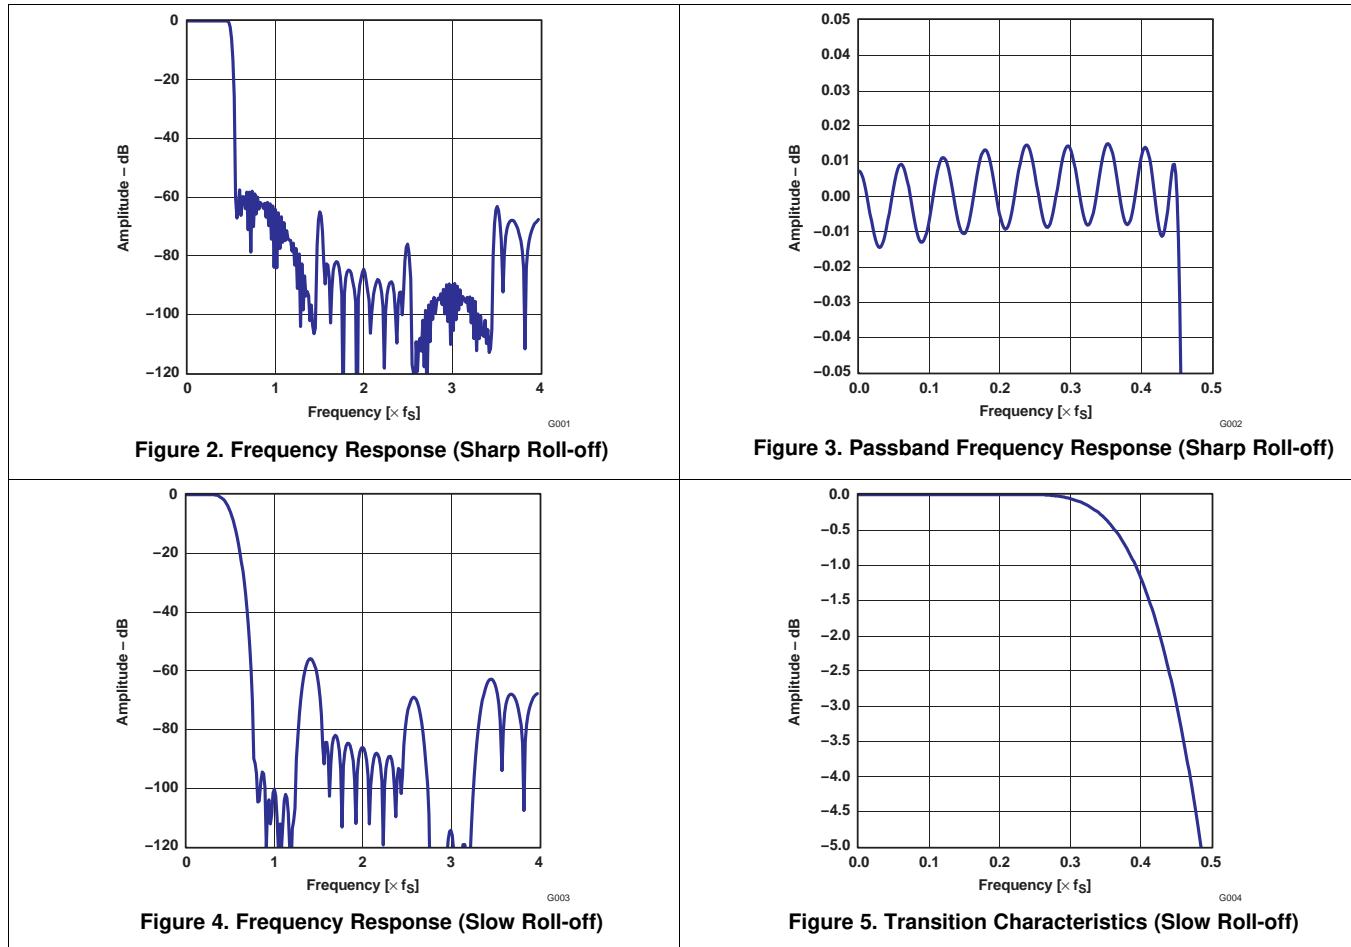 0
–20
–40
–60
–80
–100
–120
Amplitude – dB
0 1 2 3 4
Frequency [× fS]
G001
Figure 2. Frequency Response (Sharp Roll-off)
0.05
0.04
0.03
0.02
0.01
0.00
–0.01
–0.02
–0.03
–0.04
–0.05
Amplitude – dB
0.0 0.1 0.2 0.3 0.4 0.5
Frequency [× fS]
G002
Figure 3. Passband Frequency Response (Sharp Roll-off)
0
–20
–40
–60
–80
–100
–120
Amplitude – dB
0 1 2 3 4
Frequency [× fS]
G003
Figure 4. Frequency Response (Slow Roll-off)
0.0
–0.5
–1.0
–1.5
–2.0
–2.5
–3.0
–3.5
–4.0
–4.5
–5.0
Amplitude – dB
0.0 0.1 0.2 0.3 0.4 0.5
Frequency [× fS]
G004
Figure 5. Transition Characteristics (Slow Roll-off)